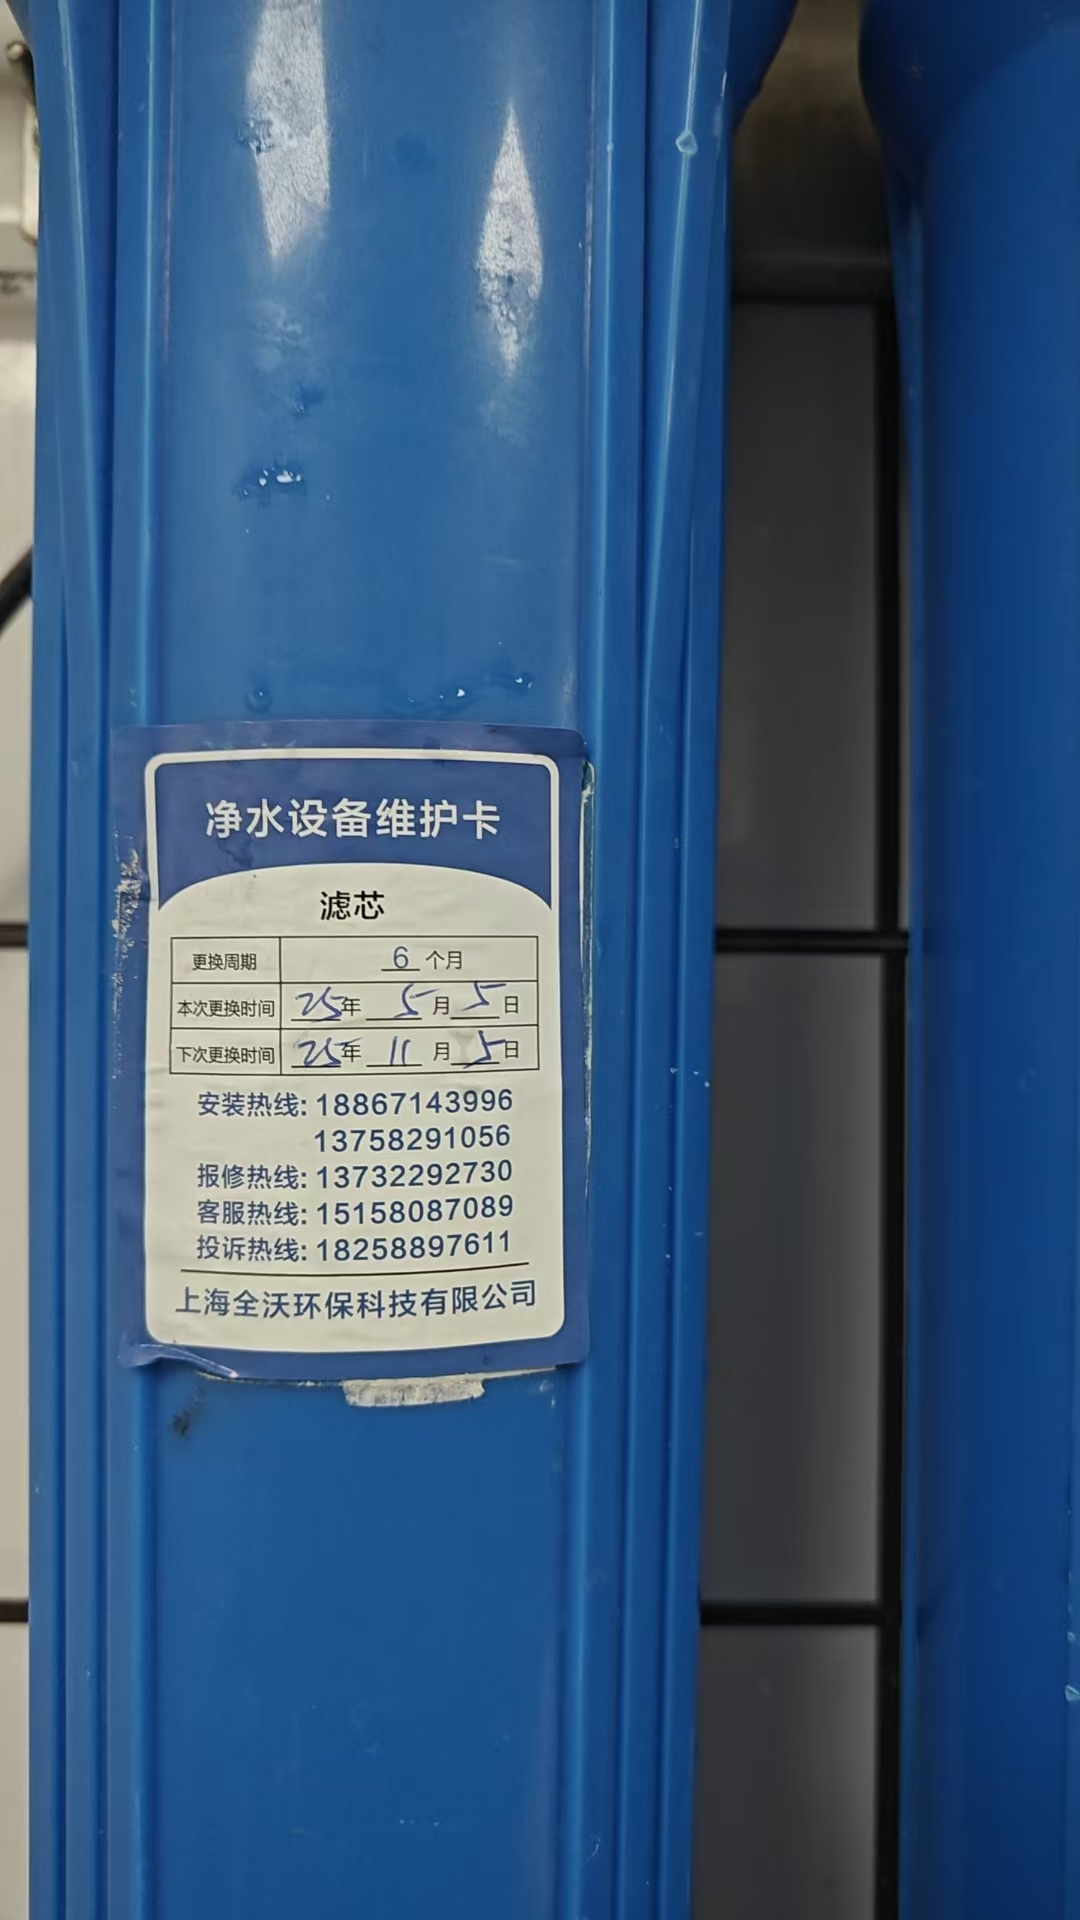 净水设备维护卡
滤芯
更换周期 6 个月
本次更换时间 25年 5月 5日
下次更换时间 25年 11月 5日
安装热线: 18867143996
13758291056
报修热线: 13732292730
客服热线: 15158087089
投诉热线: 18258897611
上海全沃环保科技有限公司